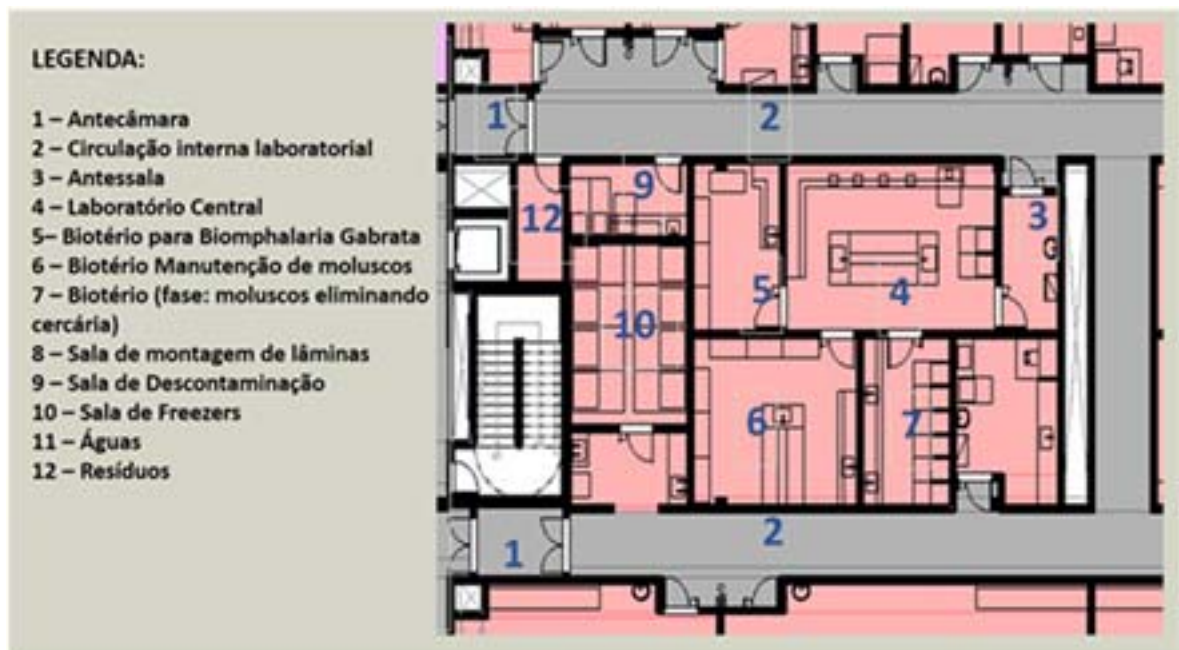 LEGENDA:
1 – Antecâmara
2 – Circulação interna laboratorial
3 – Antessala
4 – Laboratório Central
5– Biotério para Biomphalaria Gabrata
6 – Biotério Manutenção de moluscos
7 – Biotério (fase: moluscos eliminando
cercária)
8 – Sala de montagem de lâminas
9 – Sala de Descontaminação
10 – Sala de Freezers
11 – Águas
12 – Resíduos
1
2
9
3
12
5
4
10
6
7
1
2